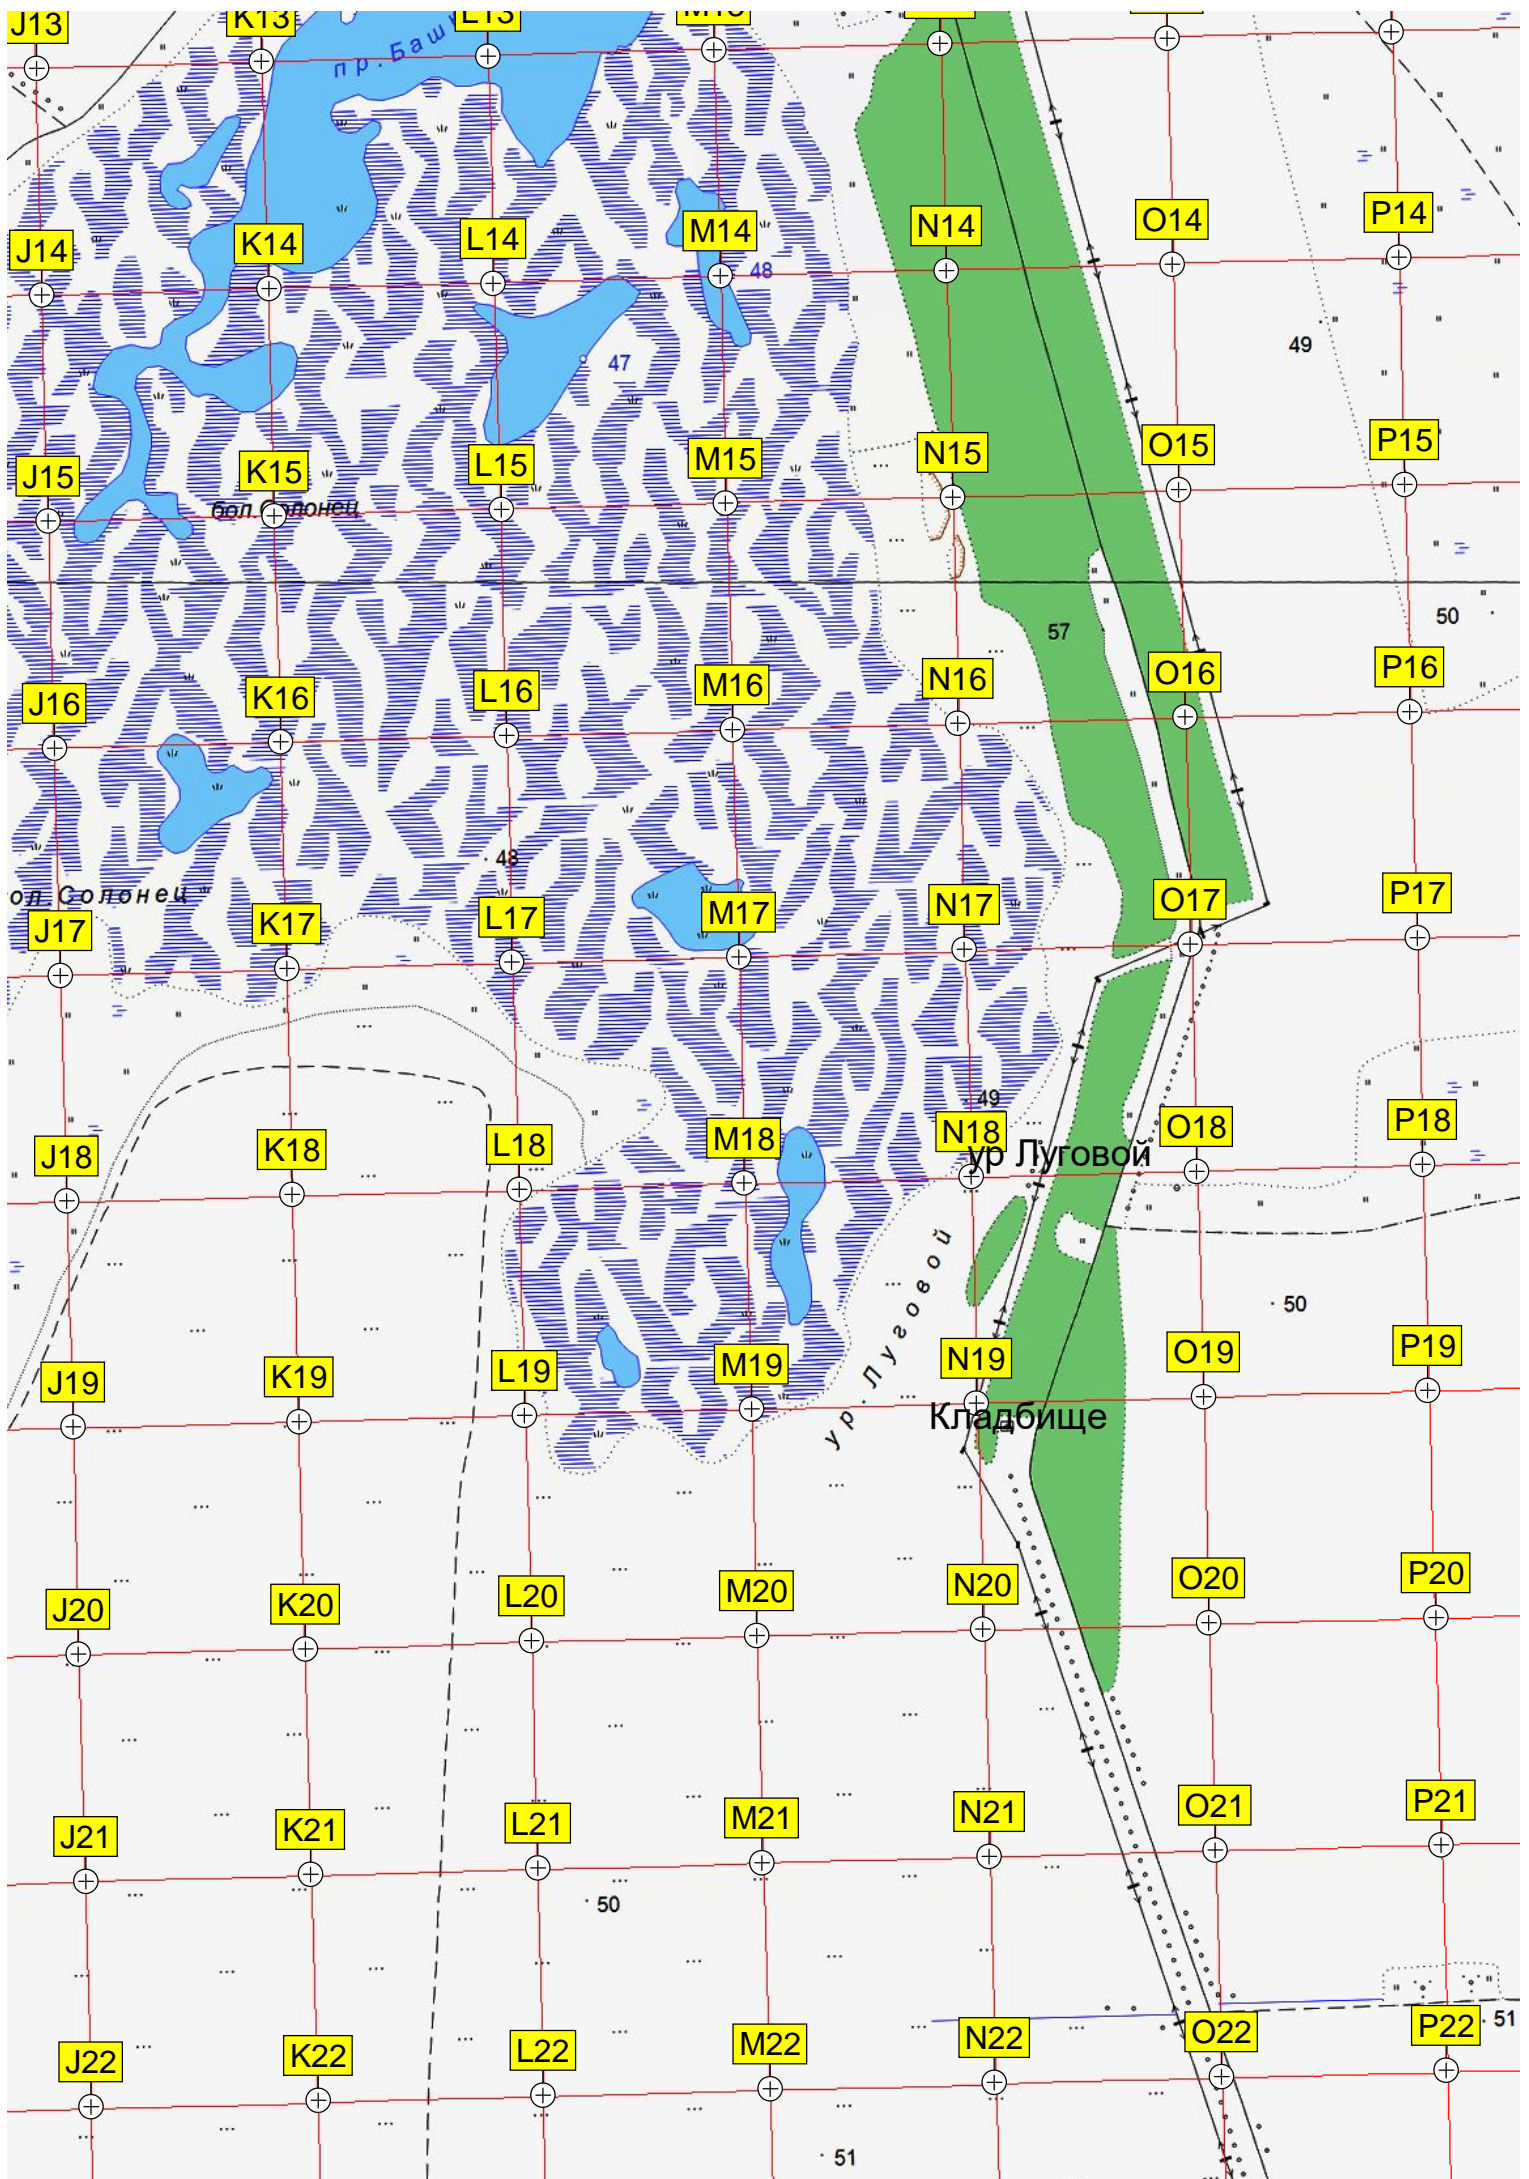 J13 K13 L13
пр. Баш
J14 K14 L14 M14 N14 O14 P14
48
49
47
J15 K15 L15 M15 N15 O15 P15
бол. Солонец
50
57
J16 K16 L16 M16 N16 O16 P16
48
ол. Солонец
J17 K17 L17 M17 N17 O17 P17
49
J18 K18 L18 M18 N18 O18 P18
ур Луговой
ур. Луговой
50
J19 K19 L19 M19 N19 O19 P19
Кладбище
J20 K20 L20 M20 N20 O20 P20
J21 K21 L21 M21 N21 O21 P21
50
J22 K22 L22 M22 N22 O22 P22
51
51